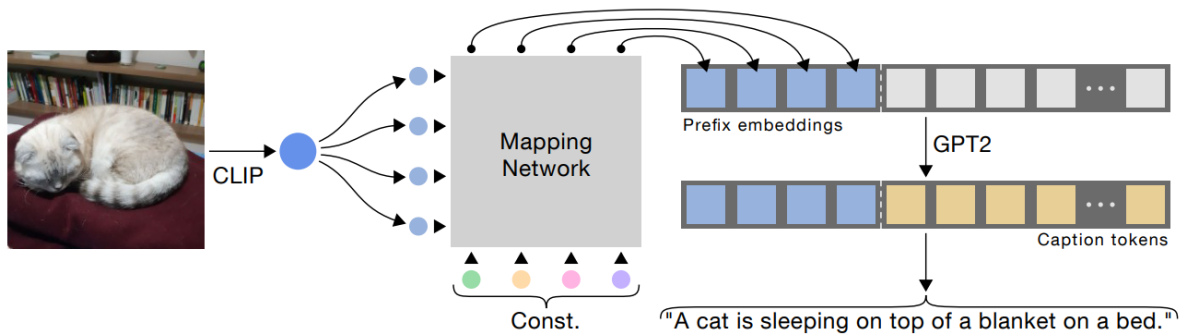 CLIP
Mapping
Network
Const.
Prefix embeddings
GPT2
Caption tokens
"A cat is sleeping on top of a blanket on a bed."